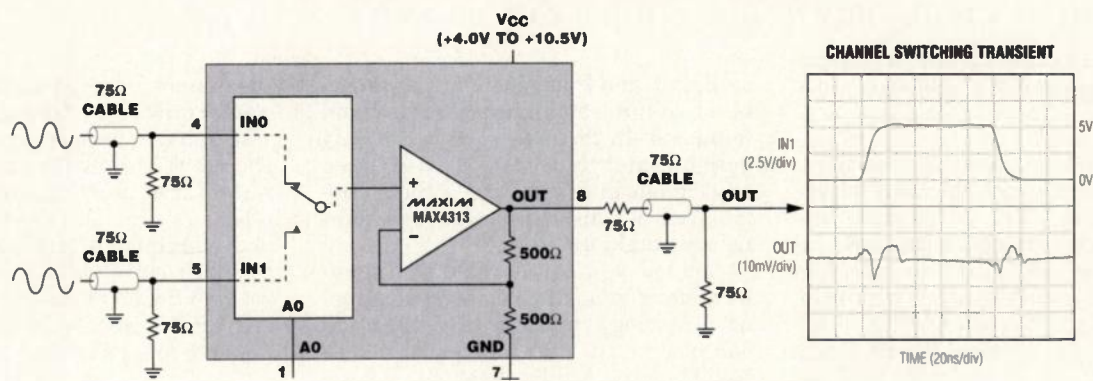 VCC
(+4.0V TO +10.5V)
CHANNEL SWITCHING TRANSIENT
75Ω
CABLE
4
IN0
75Ω
75Ω
CABLE
5
IN1
75Ω
A0
A0
1
+
−
MAXIM
MAX4313
OUT
8
500Ω
500Ω
GND
7
75Ω
75Ω
CABLE
OUT
75Ω
IN1
(2.5V/div)
5V
0V
OUT
(10mV/div)
TIME (20ns/div)